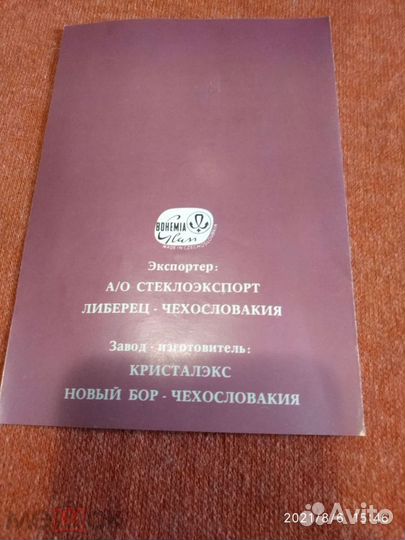 BOHEMIA
Glass
MADE IN CZECHOSLOVAKIA
Экспортер:
А/О СТЕКЛОЭКСПОРТ
ЛИБЕРЕЦ - ЧЕХОСЛОВАКИЯ
Завод - изготовитель:
КРИСТАЛЭКС
НОВЫЙ БОР - ЧЕХОСЛОВАКИЯ
2021/8/6 15:46
Avito